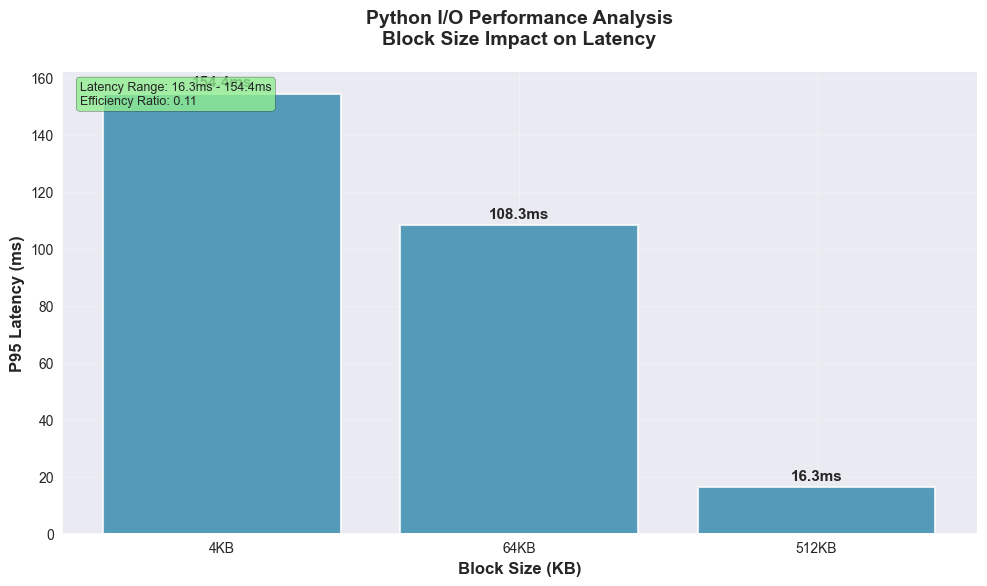 Python I/O Performance Analysis
Block Size Impact on Latency
160
140
120
100
80
60
40
20
0
P95 Latency (ms)
154.4ms
Latency Range: 16.3ms - 154.4ms
Efficiency Ratio: 0.11
108.3ms
16.3ms
4KB
64KB
512KB
Block Size (KB)